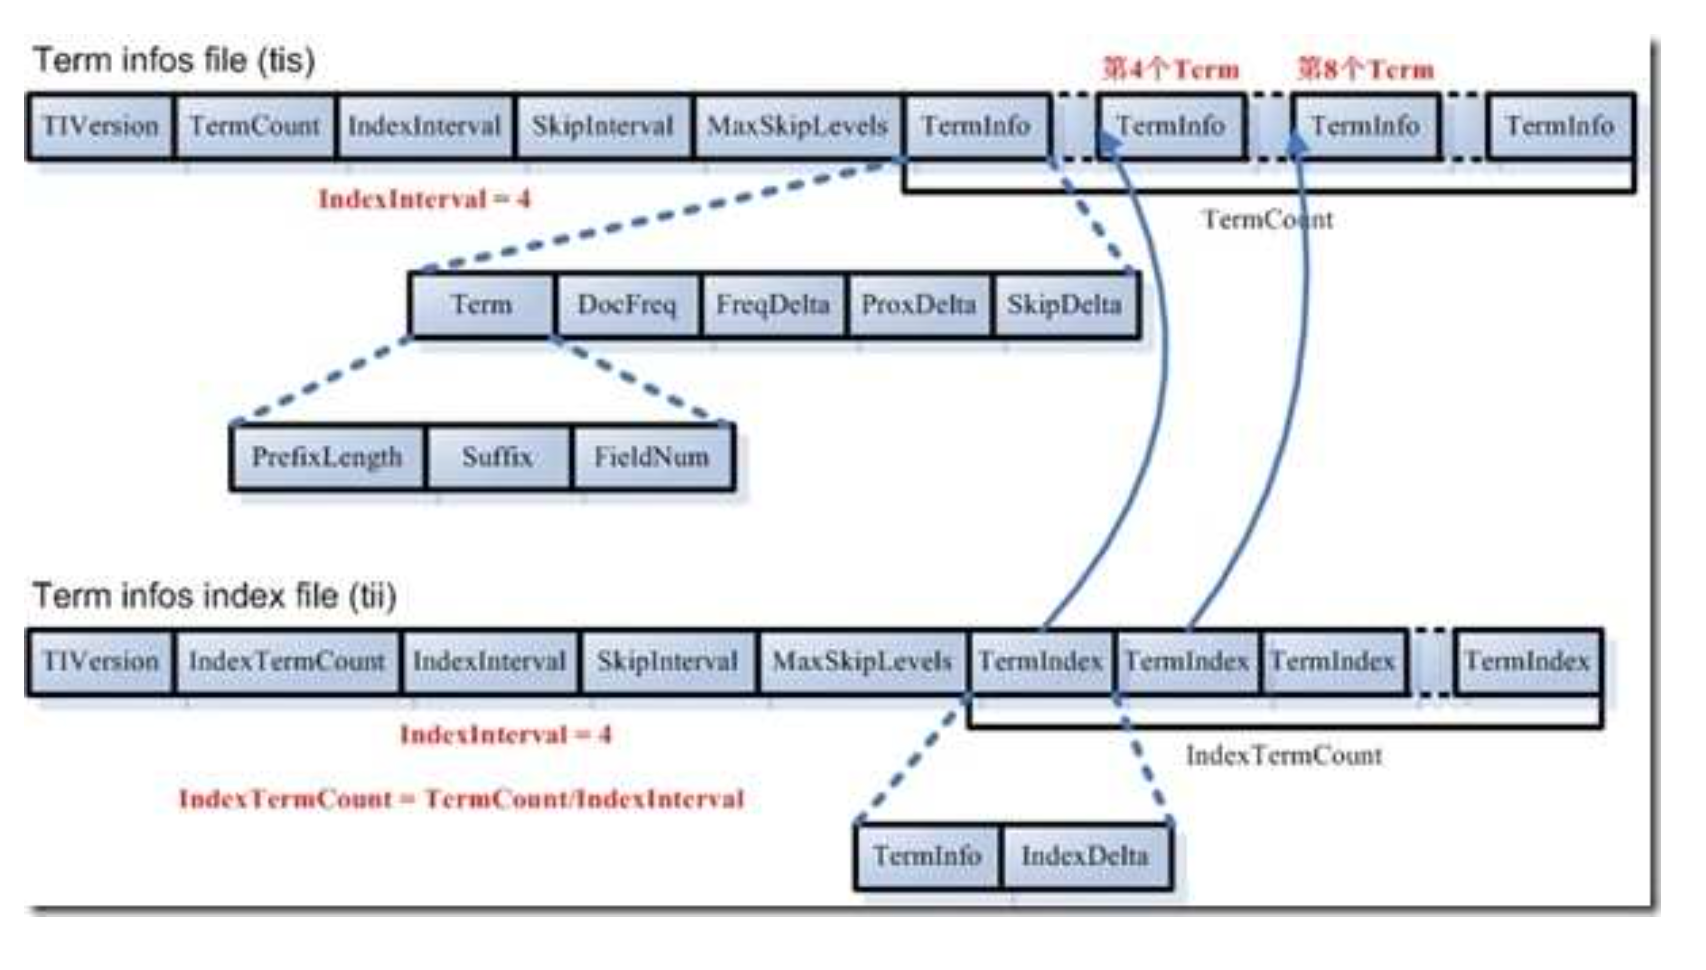 Term infos file (tis)
第4个Term 第8个Term
TIVersion TermCount IndexInterval SkipInterval MaxSkipLevels TermInfo TermInfo TermInfo TermInfo
IndexInterval = 4
TermCount
Term DocFreq FreqDelta ProxDelta SkipDelta
PrefixLength Suffix FieldNum
Term infos index file (tii)
TIVersion IndexTermCount IndexInterval SkipInterval MaxSkipLevels TermIndex TermIndex TermIndex TermIndex
IndexInterval = 4
IndexTermCount
IndexTermCount = TermCount/IndexInterval
TermInfo IndexDelta